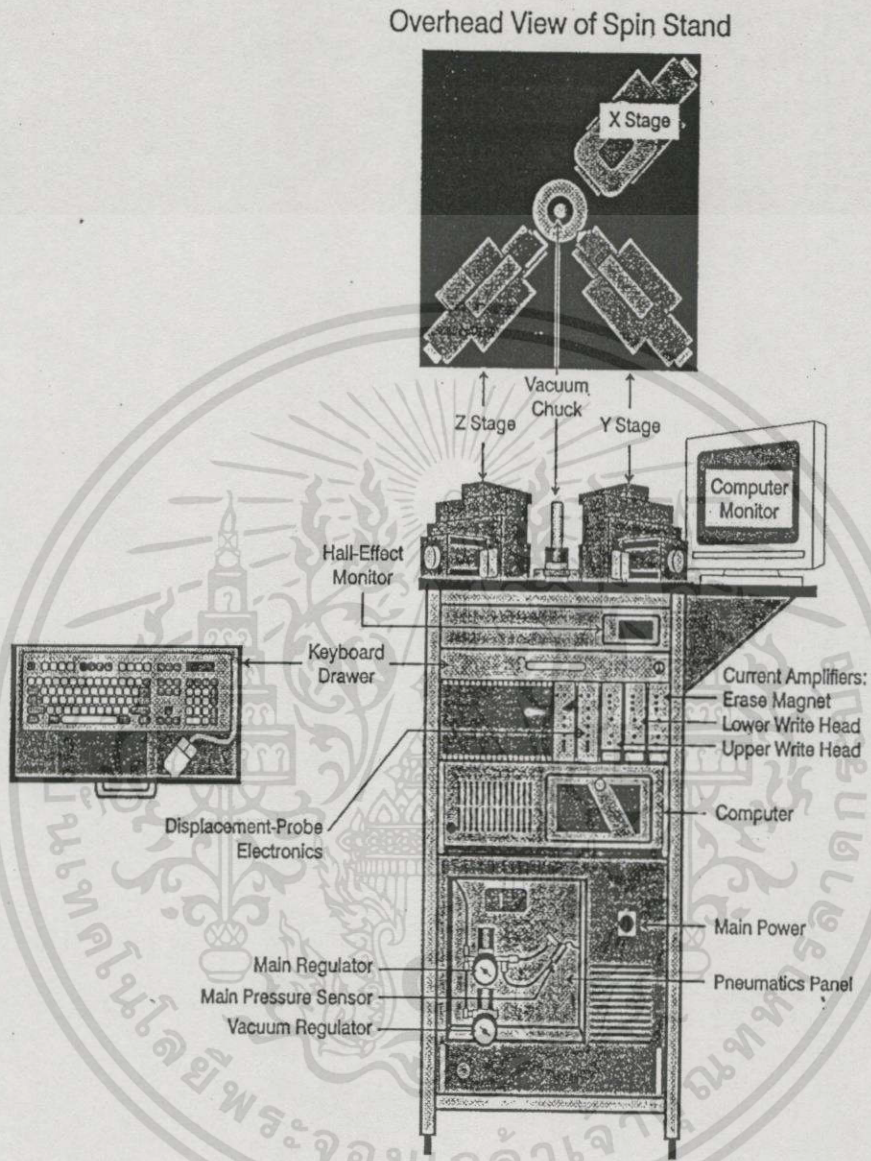 Overhead View of Spin Stand
X Stage
Vacuum
Chuck
Z Stage
Y Stage
Computer
Monitor
Hall-Effect
Monitor
Keyboard
Drawer
Current Amplifiers:
Erase Magnet
Lower Write Head
Upper Write Head
Displacement-Probe
Electronics
Computer
Main Power
Main Regulator
Pneumatics Panel
Main Pressure Sensor
Vacuum Regulator